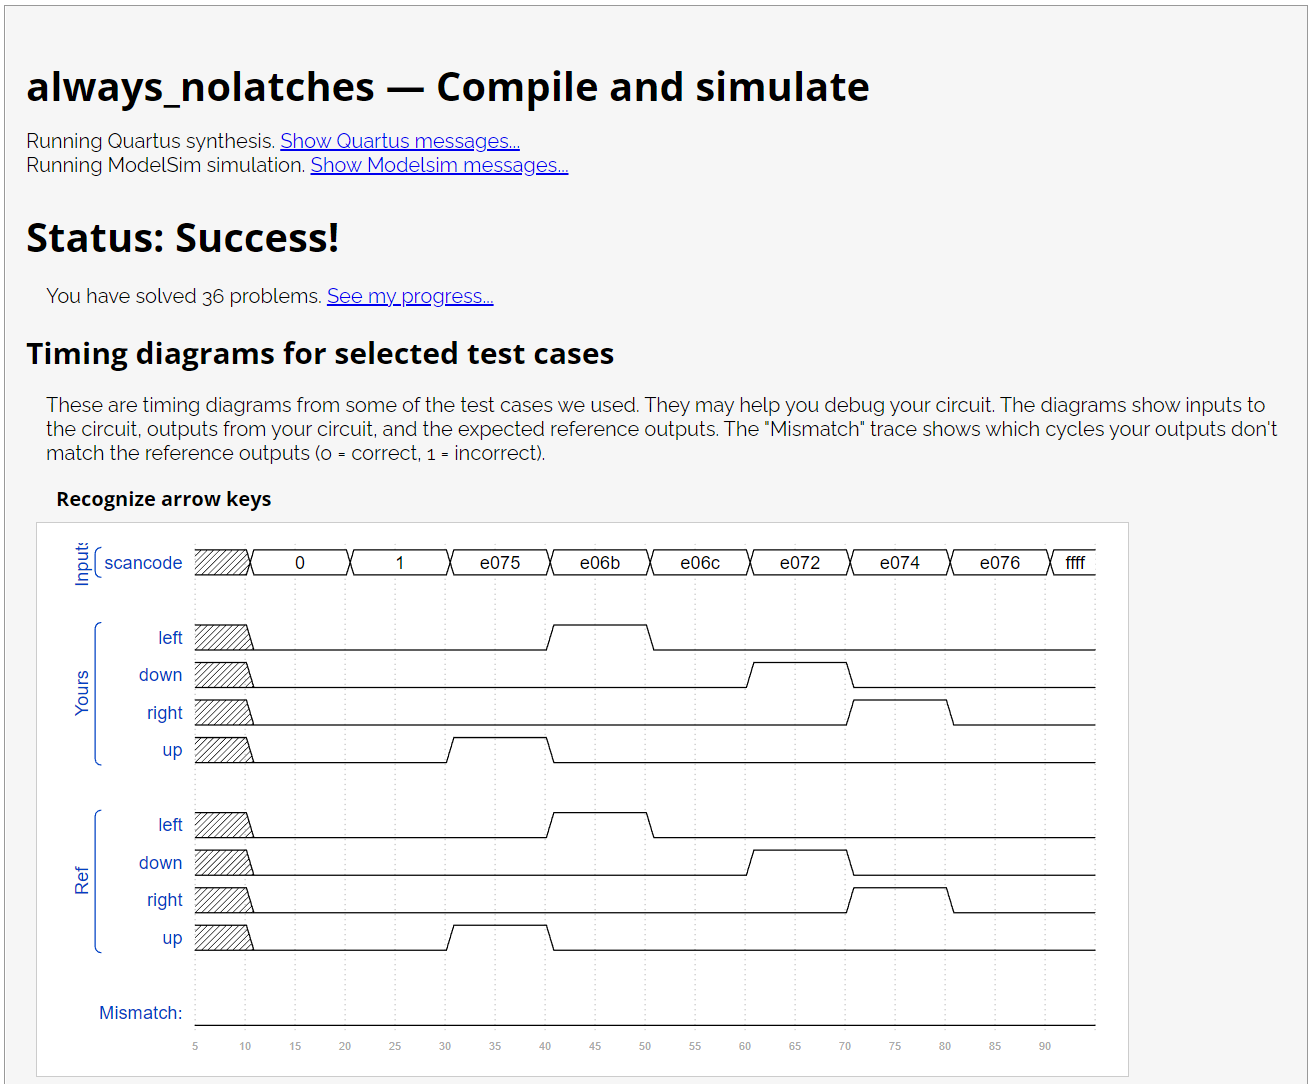 always_nolatches — Compile and simulate
Running Quartus synthesis. Show Quartus messages...
Running ModelSim simulation. Show Modelsim messages...
Status: Success!
You have solved 36 problems. See my progress...
Timing diagrams for selected test cases
These are timing diagrams from some of the test cases we used. They may help you debug your circuit. The diagrams show inputs to
the circuit, outputs from your circuit, and the expected reference outputs. The "Mismatch" trace shows which cycles your outputs don't
match the reference outputs (0 = correct, 1 = incorrect).
Recognize arrow keys
Inputs
scancode 0 1 e075 e06b e06c e072 e074 e076 ffff
Yours
left
down
right
up
Ref
left
down
right
up
Mismatch:
5 10 15 20 25 30 35 40 45 50 55 60 65 70 75 80 85 90